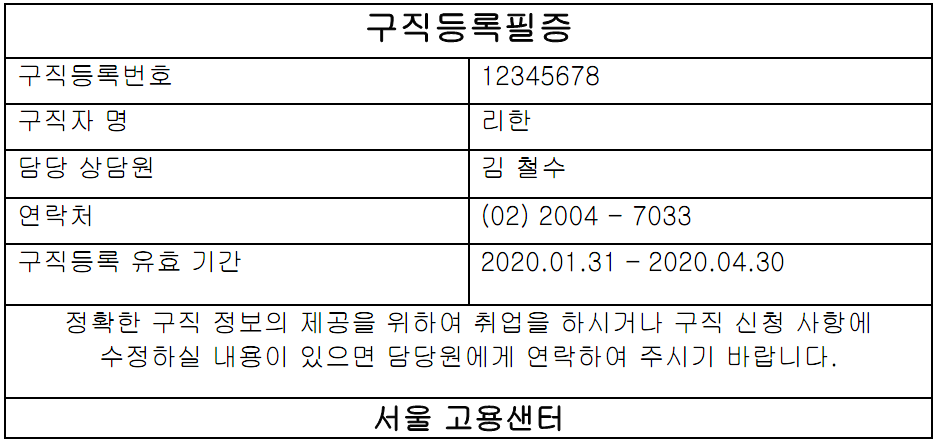 구직등록필증
구직등록번호 12345678
구직자 명 리한
담당 상담원 김 철수
연락처 (02) 2004 – 7033
구직등록 유효 기간 2020.01.31 – 2020.04.30
정확한 구직 정보의 제공을 위하여 취업을 하시거나 구직 신청 사항에
수정하실 내용이 있으면 담당원에게 연락하여 주시기 바랍니다.
서울 고용샌터